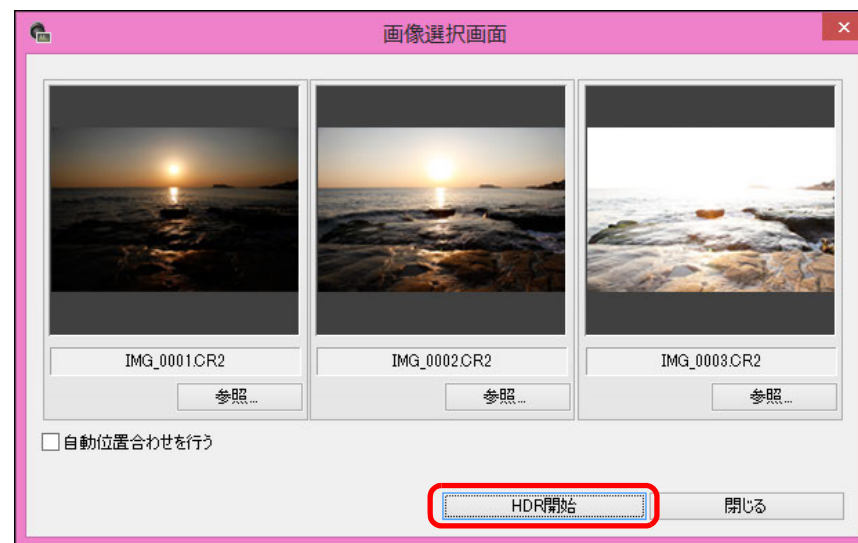 画像選択画面
IMG_0001.CR2
IMG_0002.CR2
IMG_0003.CR2
参照...
参照...
参照...
自動位置合わせを行う
HDR開始
閉じる